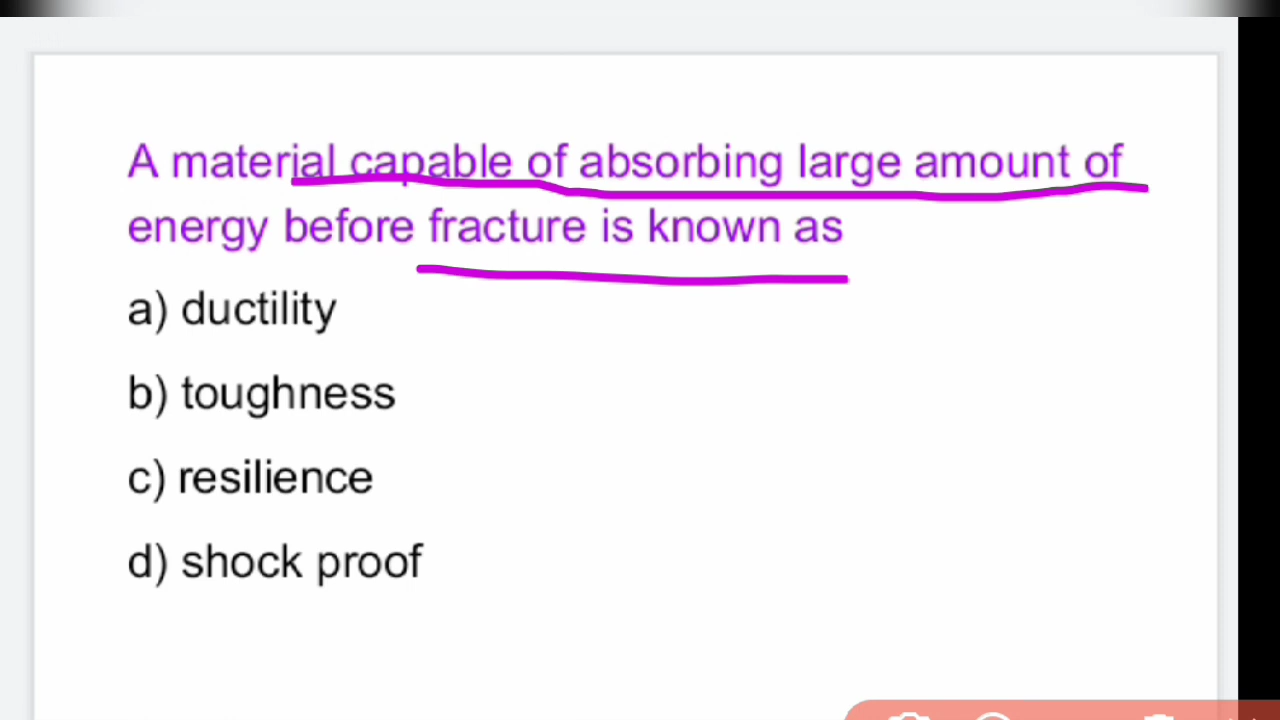 A material capable of absorbing large amount of
energy before fracture is known as
a) ductility
b) toughness
c) resilience
d) shock proof